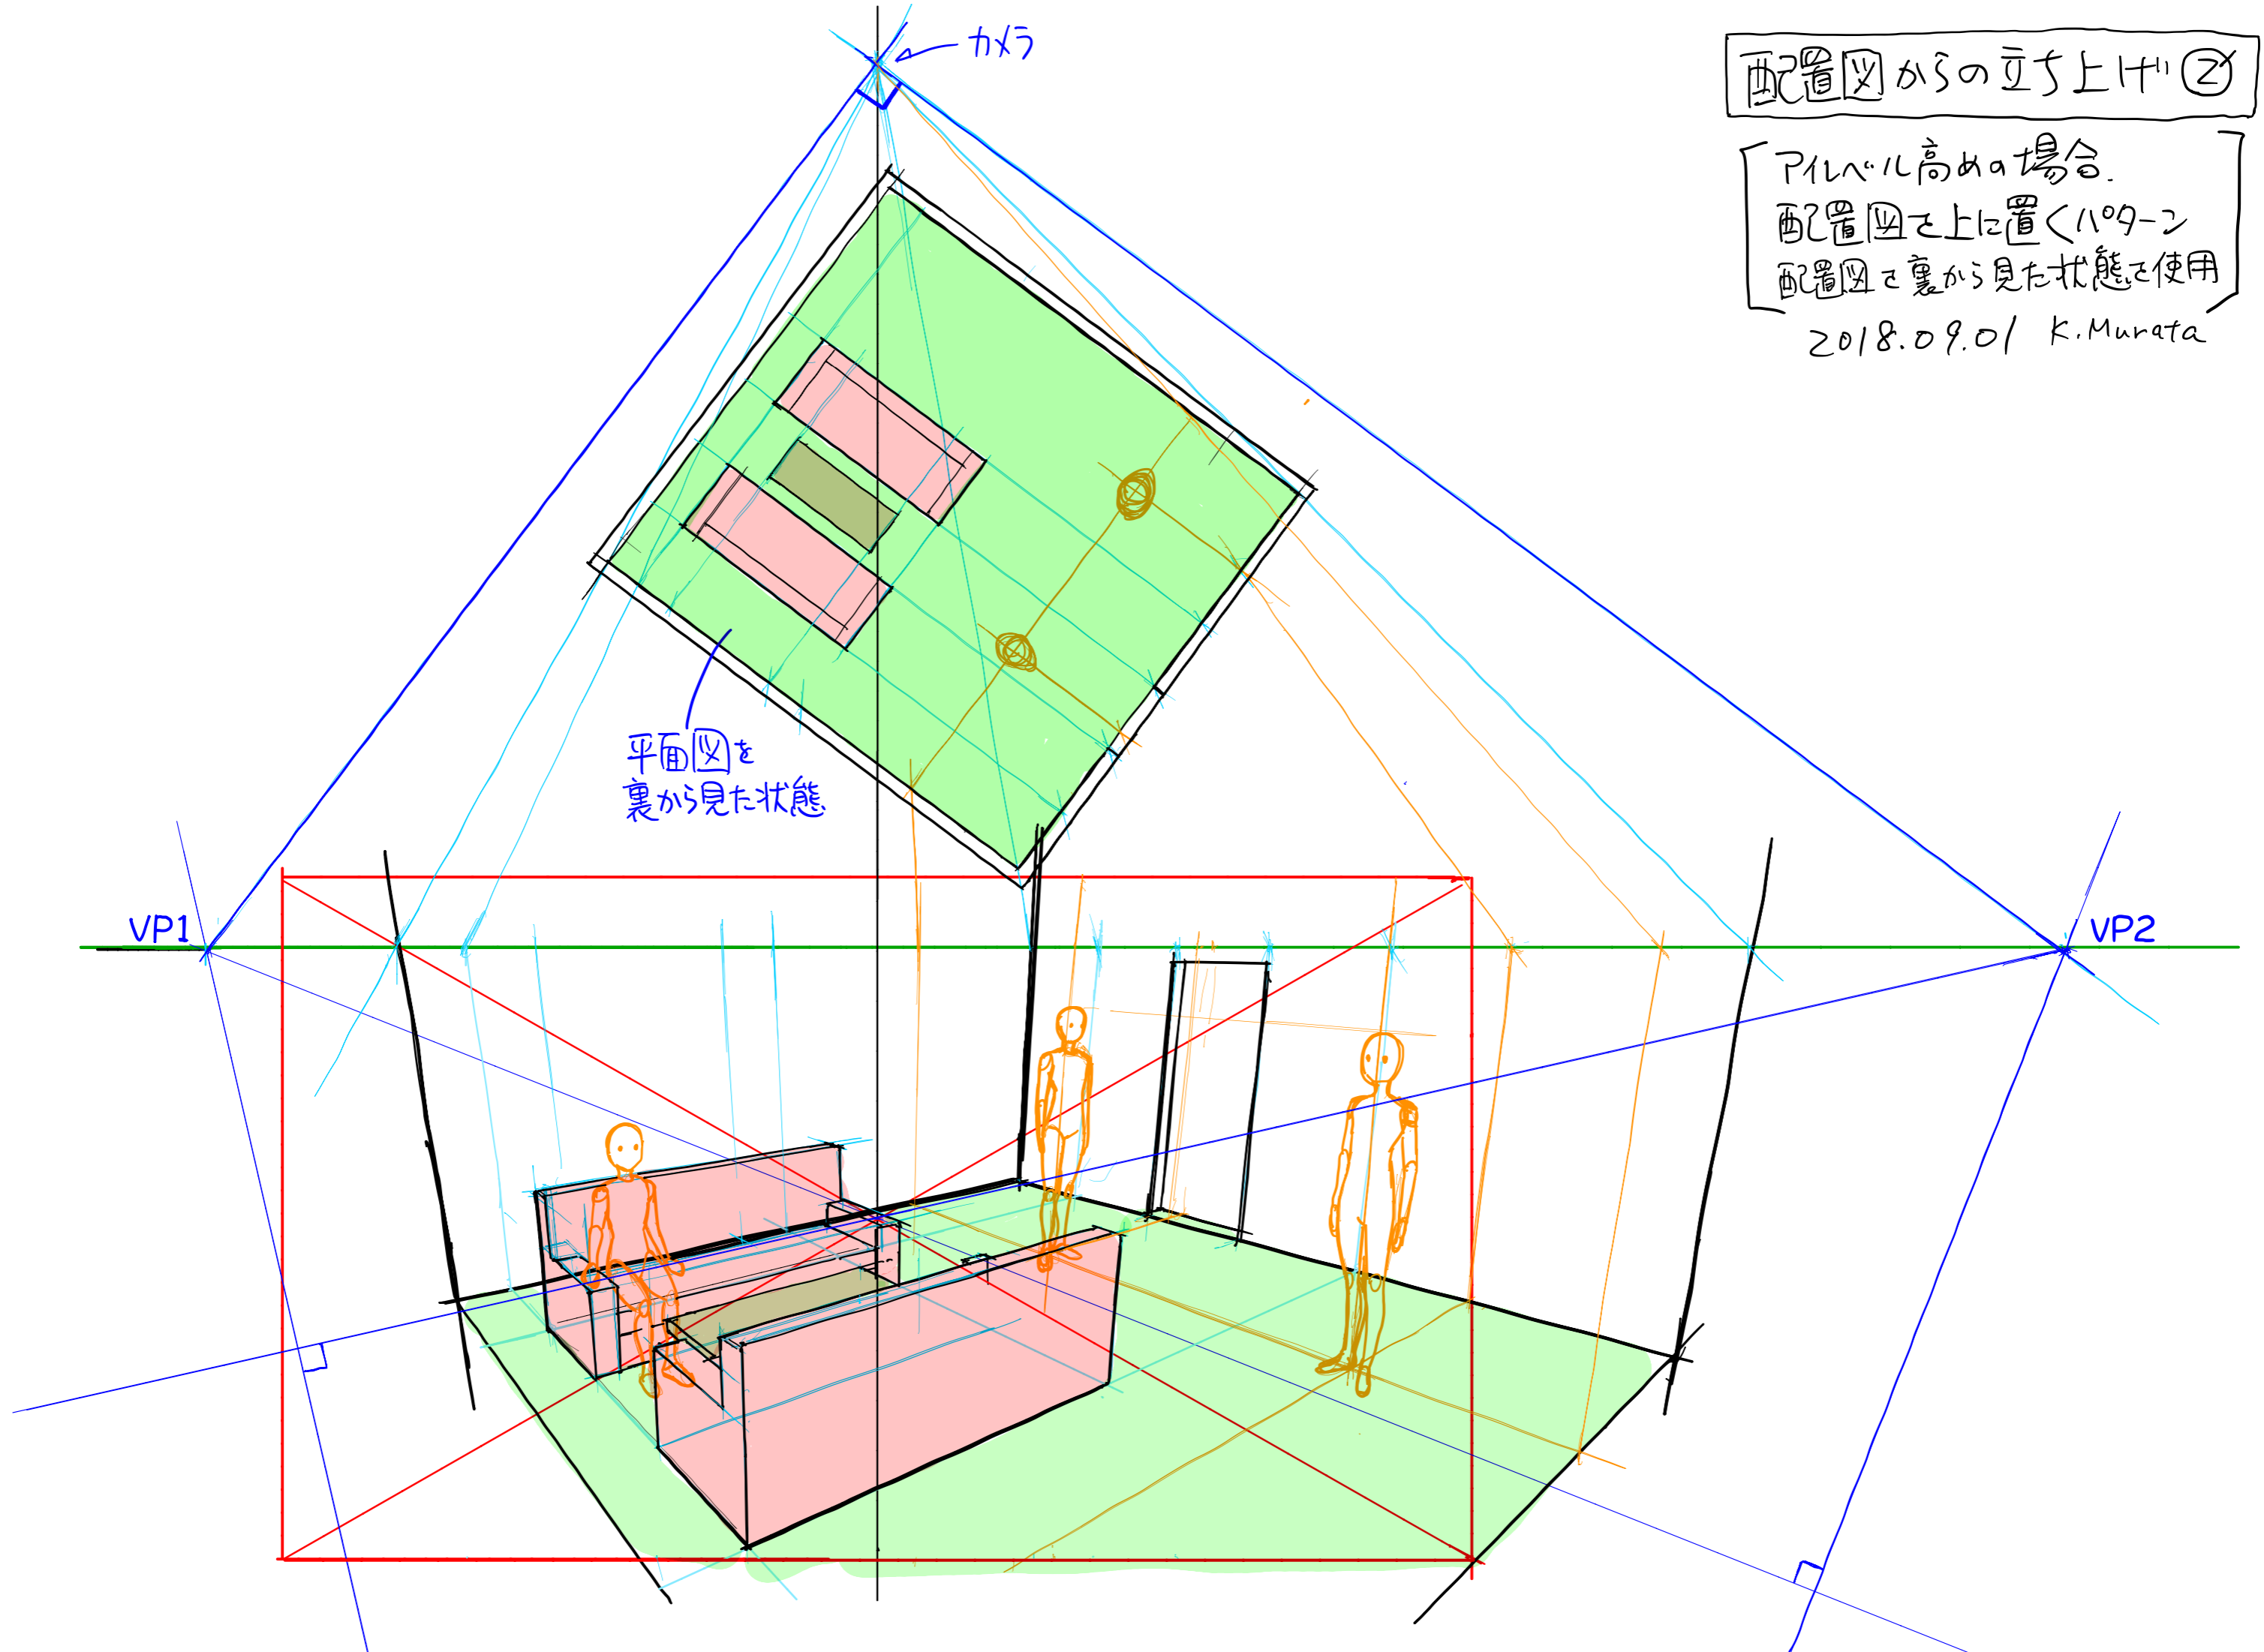 カメラ
配置図からの立ち上げ②
アイレベル高めの場合.
配置図を上に置くパターン
配置図を裏から見た状態を使用
2018.09.01 K.Murata
平面図を
裏から見た状態
VP1
VP2